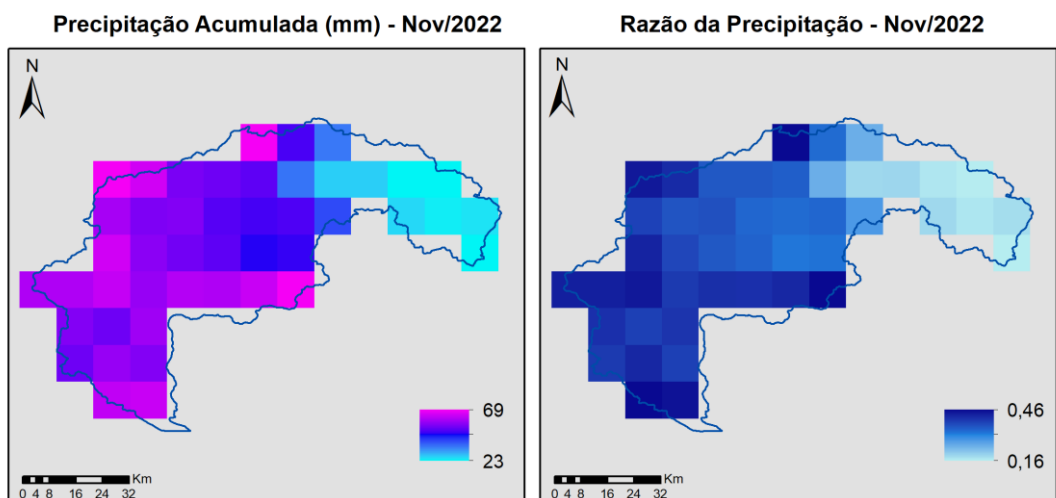 Precipitação Acumulada (mm) - Nov/2022
Razão da Precipitação - Nov/2022
N
69
23
Km
0 4 8 16 24 32
N
0,46
0,16
Km
0 4 8 16 24 32